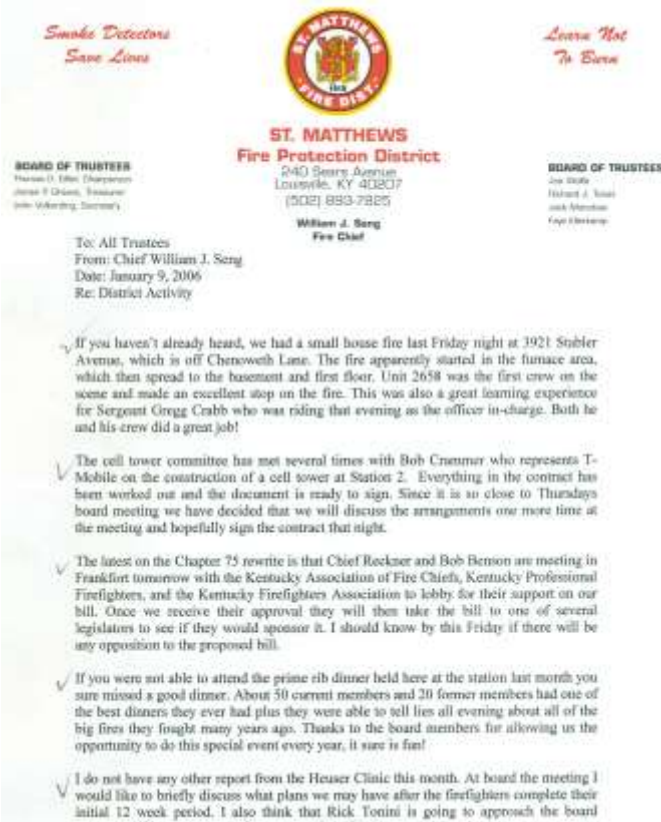 Smoke Detectors
Save Lives
Learn Not
To Burn
ST. MATTHEWS
FIRE DIST.
ST. MATTHEWS
Fire Protection District
240 Sears Avenue
Louisville, KY 40207
(502) 893-7825
William J. Seng
Fire Chief
BOARD OF TRUSTEES
BOARD OF TRUSTEES
To: All Trustees
From: Chief William J. Seng
Date: January 9, 2006
Re: District Activity
If you haven't already heard, we had a small house fire last Friday night at 3921 Stabler
Avenue, which is off Chenoweth Lane. The fire apparently started in the furnace area,
which then spread to the basement and first floor. Unit 2658 was the first crew on the
scene and made an excellent stop on the fire. This was also a great learning experience
for Sergeant Gregg Crabb who was riding that evening as the officer in-charge. Both he
and his crew did a great job!
The cell tower committee has met several times with Bob who represents T-
Mobile on the construction of a cell tower at Station 2. Everything in the contract has
been worked out and the document is ready to sign. Since it is so close to Thursdays
board meeting we have decided that we will discuss the arrangements one more time at
the meeting and hopefully sign the contract that night.
The latest on the Chapter 75 rewrite is that Chief Reckner and Bob Benson are meeting in
Frankfort tomorrow with the Kentucky Association of Fire Chiefs, Kentucky Professional
Firefighters, and the Kentucky Firefighters Association to lobby for their support on our
bill. Once we receive their approval they will then take the bill to one of several
legislators to see if they would sponsor it. I should know by this Friday if there will be
any opposition to the proposed bill.
If you were not able to attend the prime rib dinner held here at the station last month you
sure missed a good dinner. About 50 current members and 20 former members had one of
the best dinners they ever had plus they were able to tell lies all evening about all of the
big fires they fought many years ago. Thanks to the board members for allowing us the
opportunity to do this special event every year, it sure is fun!
I do not have any other report from the Heuser Clinic this month. At board the meeting I
would like to briefly discuss what plans we may have after the firefighters complete their
initial 12 week period. I also think that Rick Tonini is going to approach the board